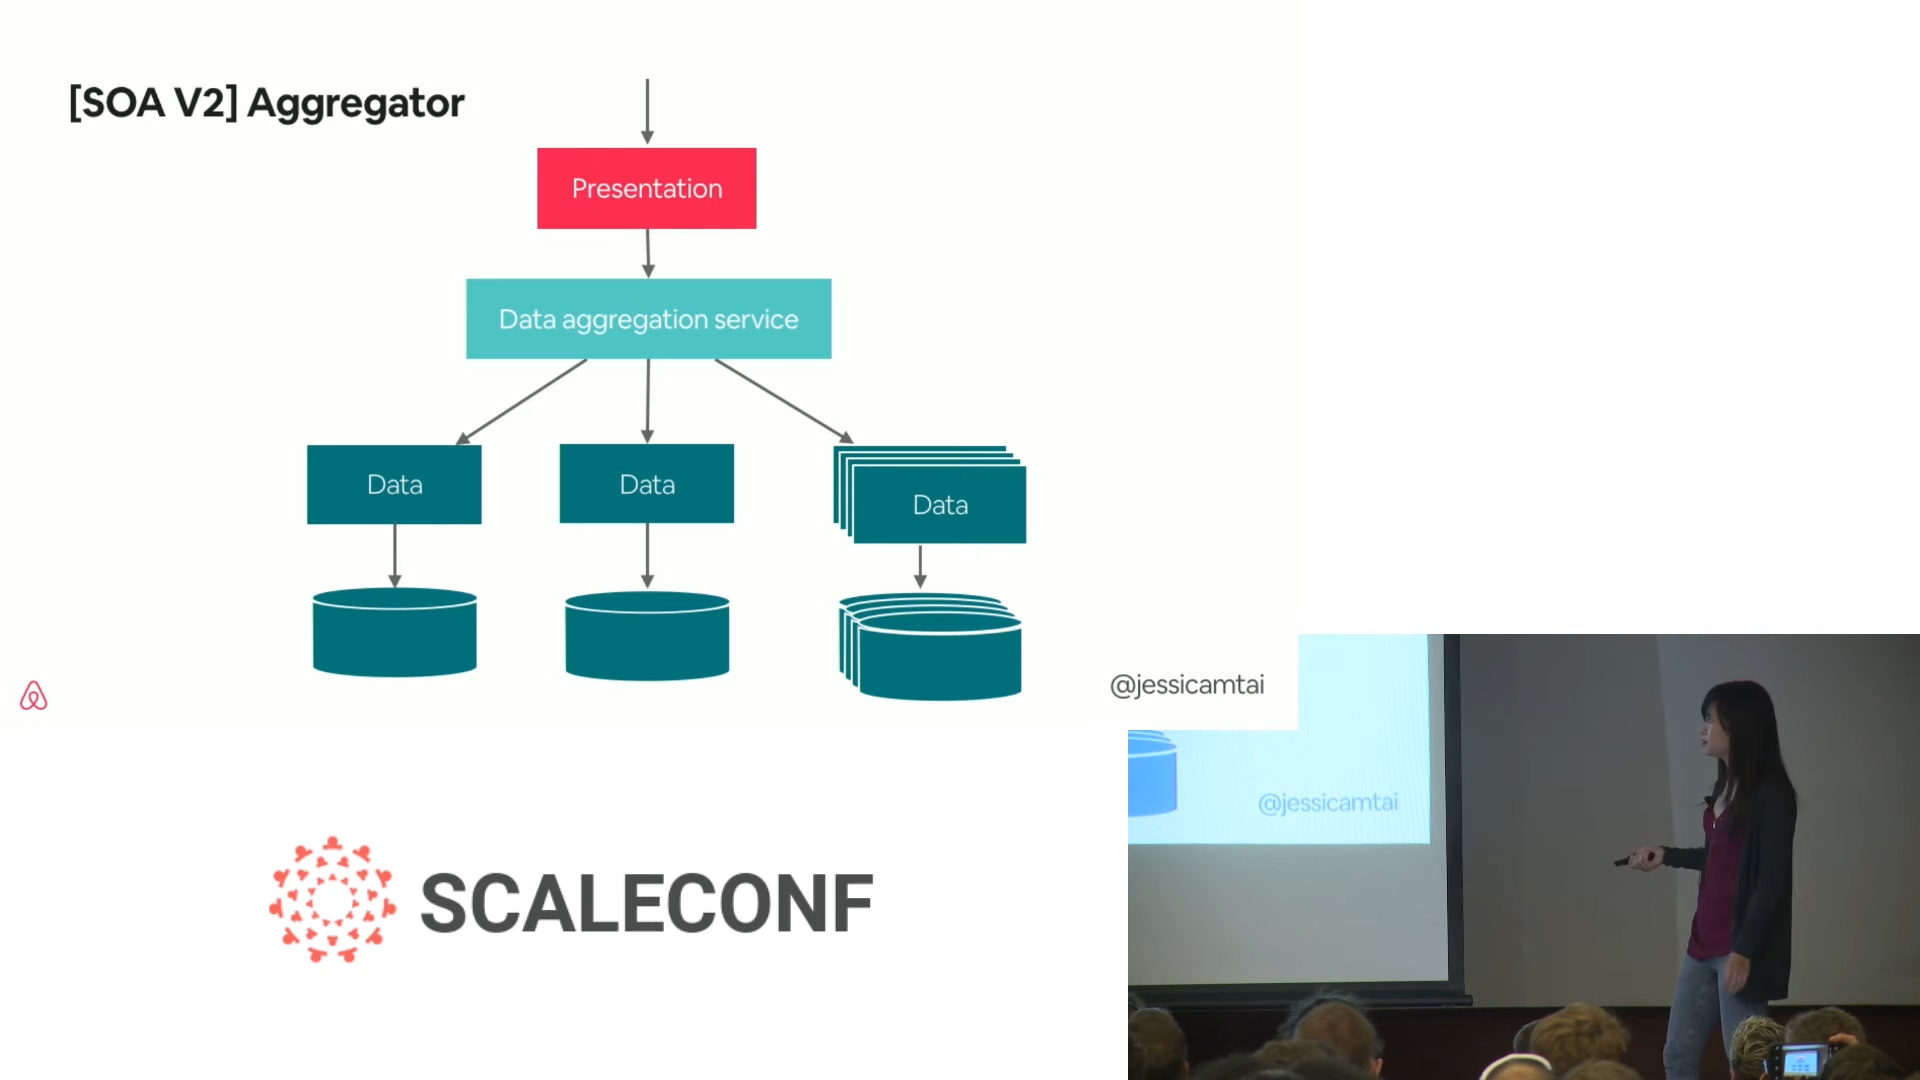 [SOA V2] Aggregator
Presentation
Data aggregation service
Data
Data
Data
@jessicamtai
@jessicamtai
SCALECONF